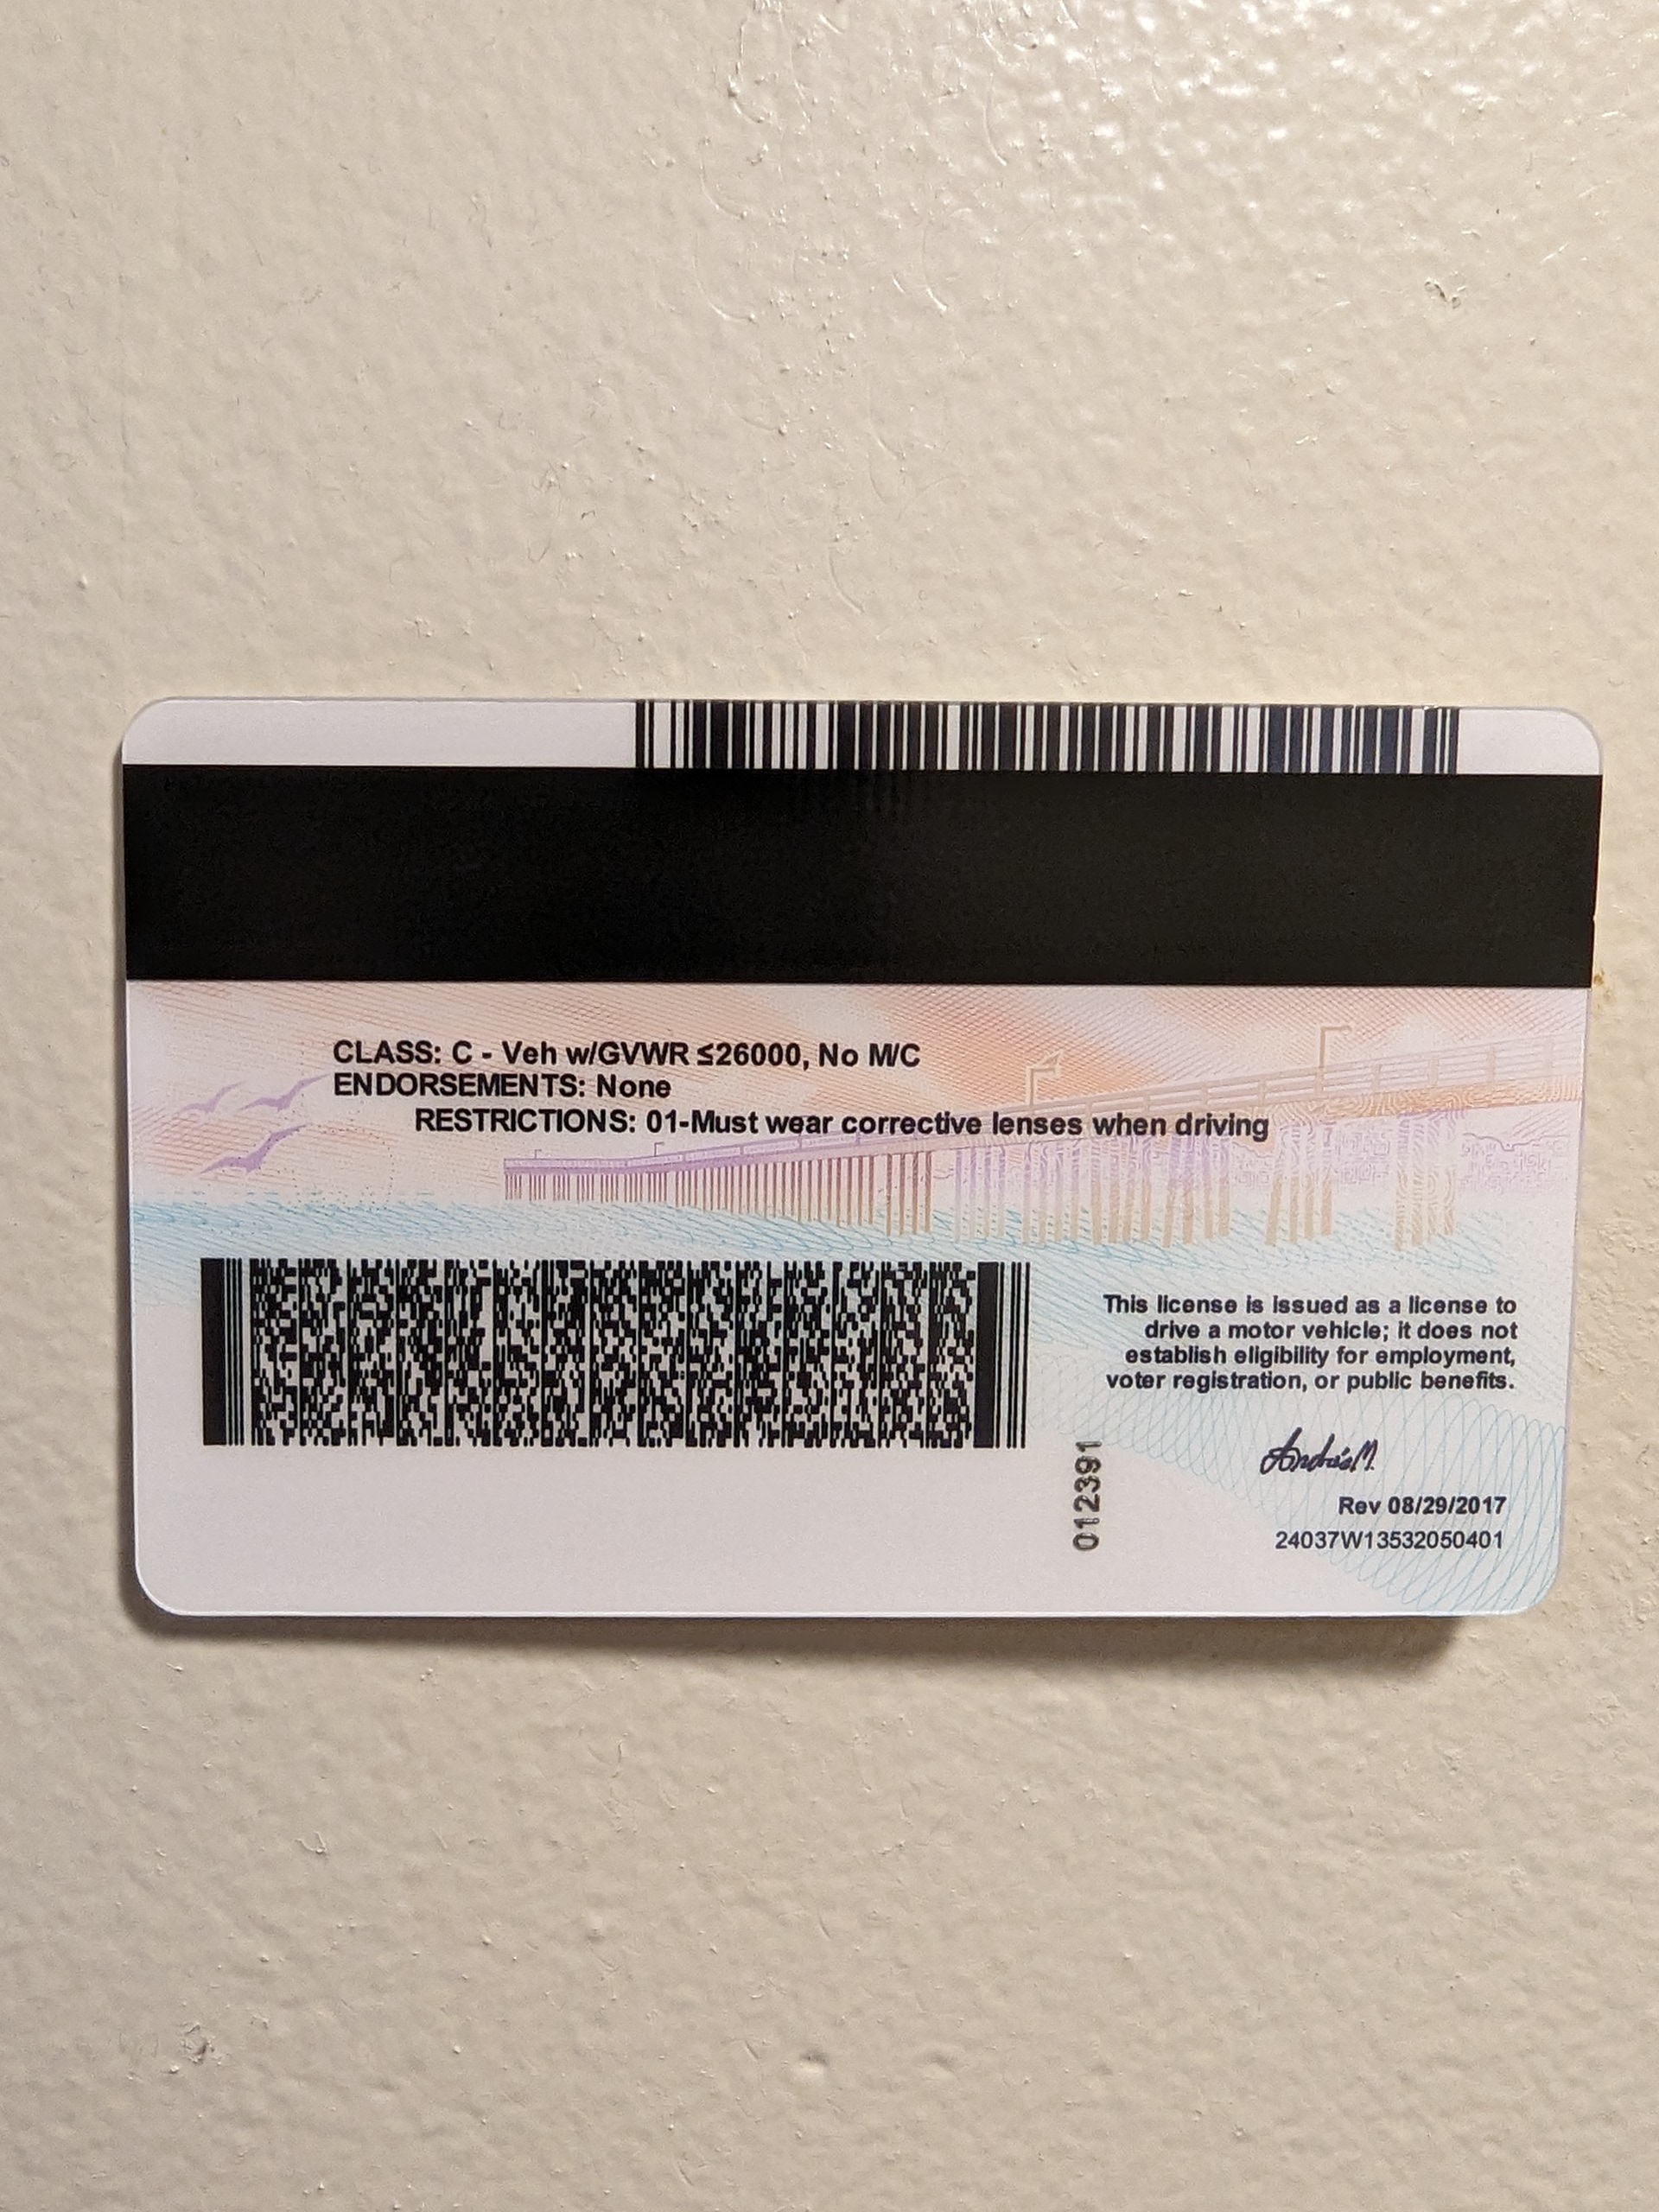 CLASS: C - Veh w/GVWR ≤26000, No M/C
ENDORSEMENTS: None
RESTRICTIONS: 01-Must wear corrective lenses when driving
This license is issued as a license to
drive a motor vehicle; it does not
establish eligibility for employment,
voter registration, or public benefits.
012391
AndrésM.
Rev 08/29/2017
24037W13532050401